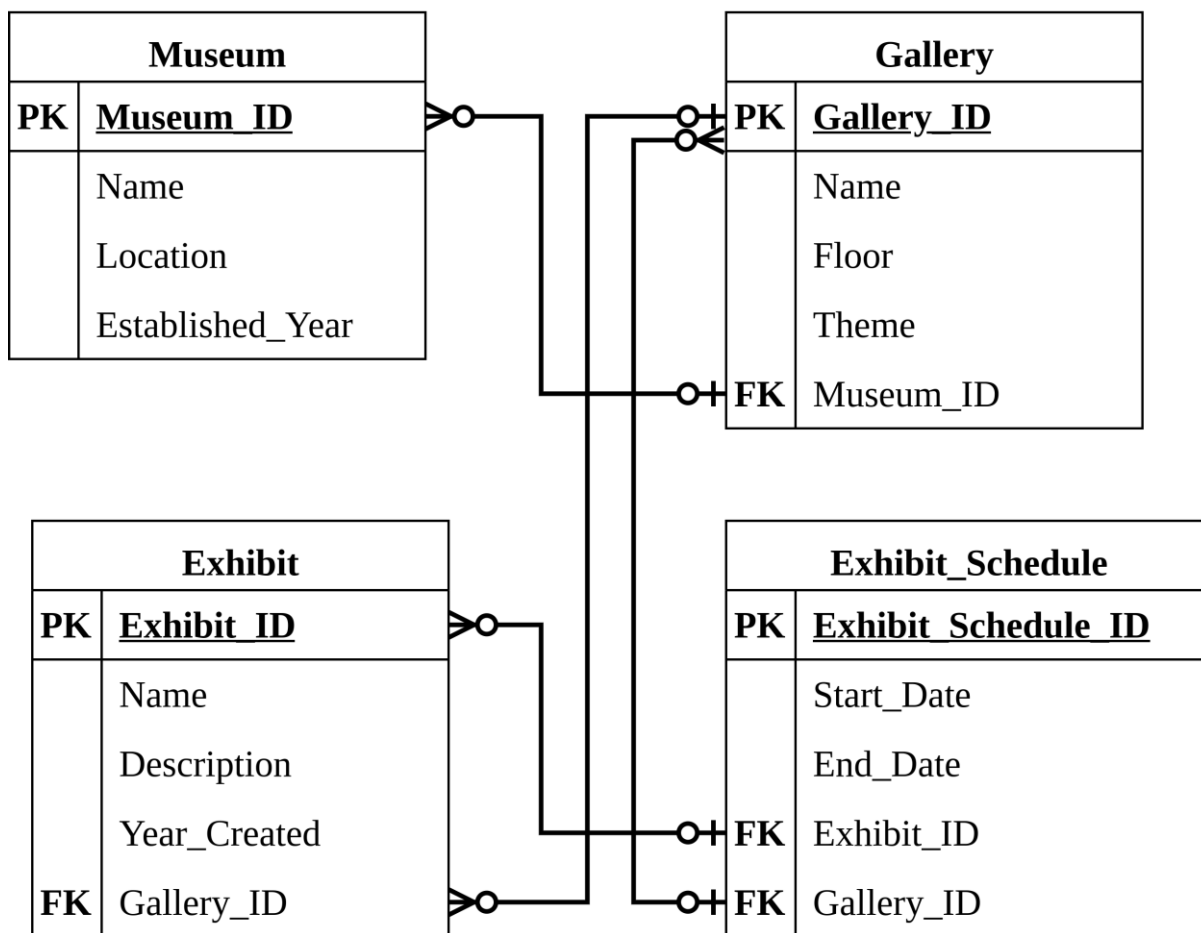 Museum
PK Museum_ID
Name
Location
Established_Year
Gallery
PK Gallery_ID
Name
Floor
Theme
FK Museum_ID
Exhibit
PK Exhibit_ID
Name
Description
Year_Created
FK Gallery_ID
Exhibit_Schedule
PK Exhibit_Schedule_ID
Start_Date
End_Date
FK Exhibit_ID
FK Gallery_ID